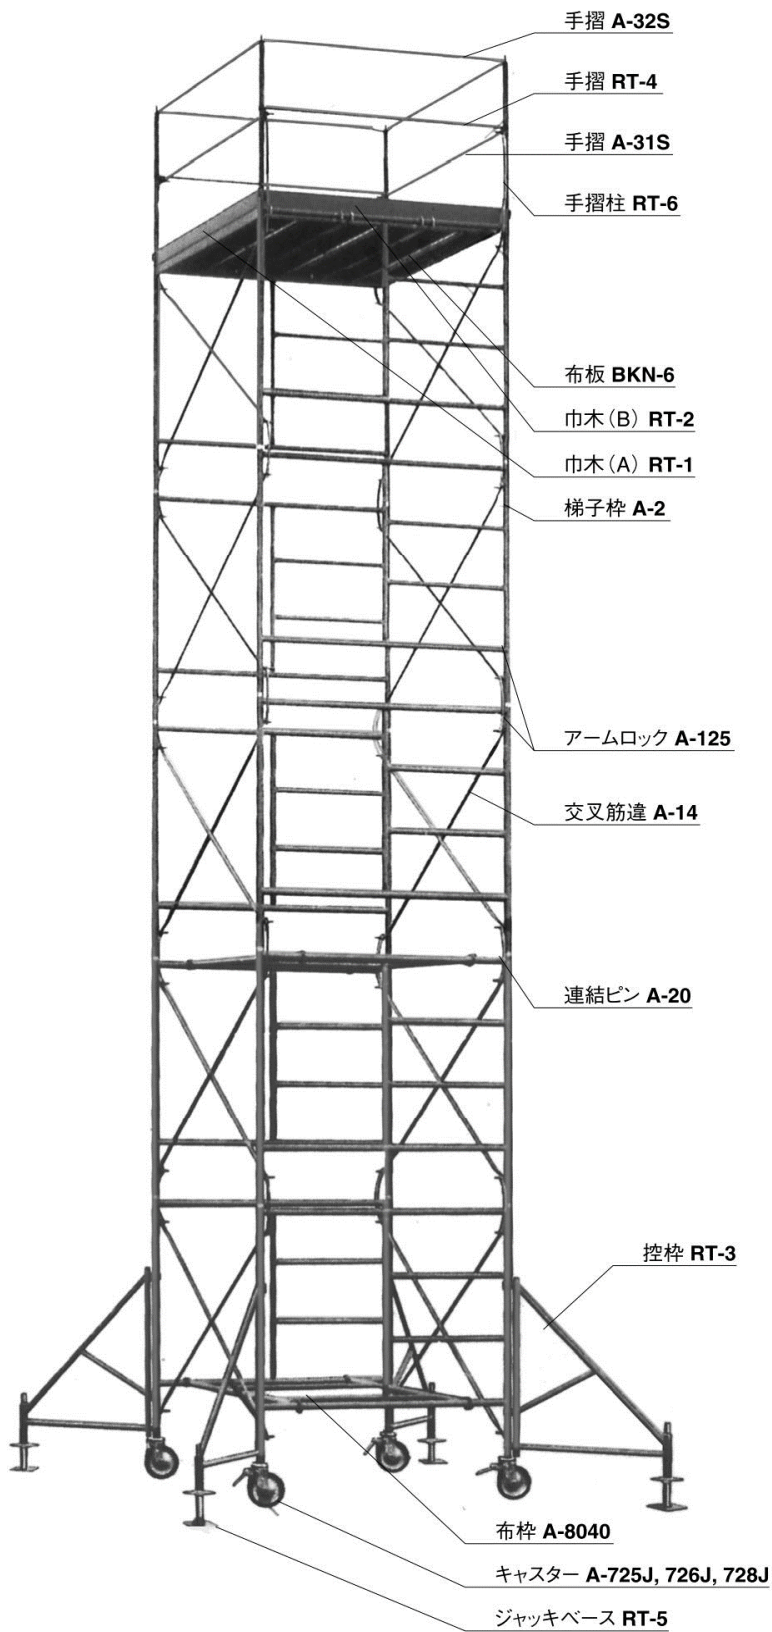 手摺 A-32S
手摺 RT-4
手摺 A-31S
手摺柱 RT-6
布板 BKN-6
巾木（B） RT-2
巾木（A） RT-1
梯子枠 A-2
アームロック A-125
交叉筋違 A-14
連結ピン A-20
控枠 RT-3
布枠 A-8040
キャスター A-725J, 726J, 728J
ジャッキベース RT-5